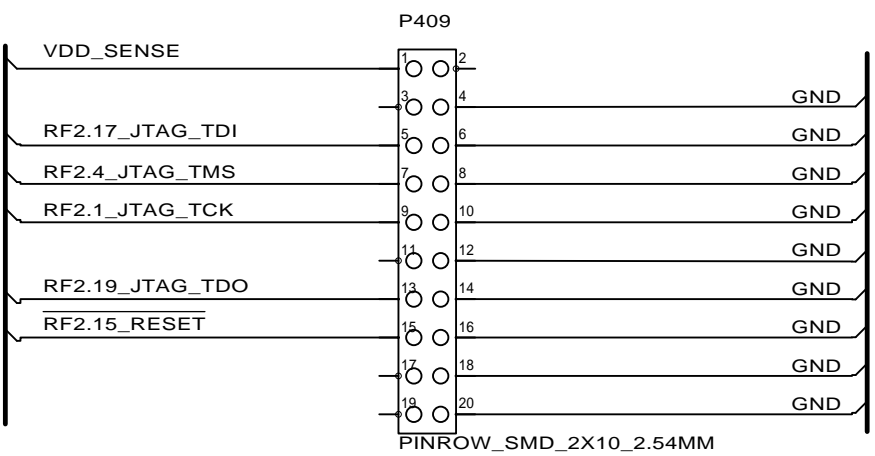 P409
VDD_SENSE
1 2
3 4 GND
RF2.17_JTAG_TDI 5 6 GND
RF2.4_JTAG_TMS 7 8 GND
RF2.1_JTAG_TCK 9 10 GND
11 12 GND
RF2.19_JTAG_TDO 13 14 GND
RF2.15_RESET 15 16 GND
17 18 GND
19 20 GND
PINROW_SMD_2X10_2.54MM